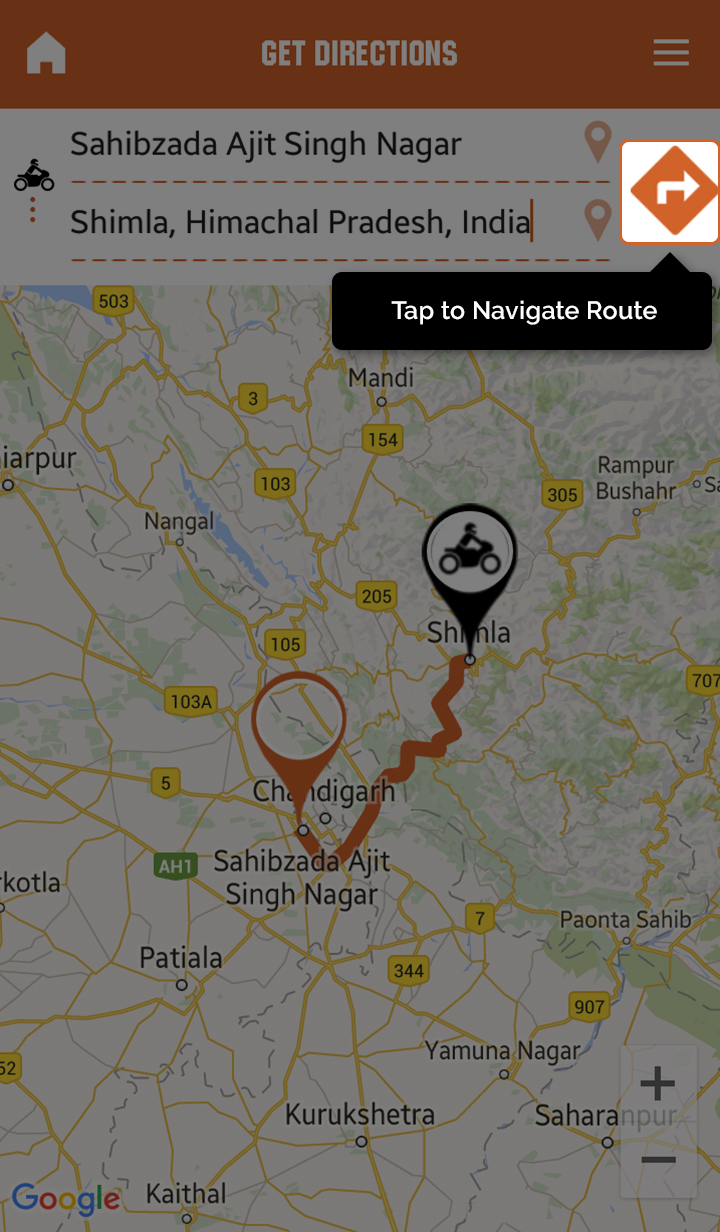 GET DIRECTIONS
Sahibzada Ajit Singh Nagar
Shimla, Himachal Pradesh, India
Tap to Navigate Route
503
Mandi
3
154
iarpur
103
305
Rampur
Bushahr
Sa
Nangal
205
Shimla
105
103A
707
5
Chandigarh
AH1
Sahibzada Ajit
Singh Nagar
rkotla
7
Paonta Sahib
Patiala
344
907
52
Yamuna Nagar
Kurukshetra
Saharanpur
Google
Kaithal